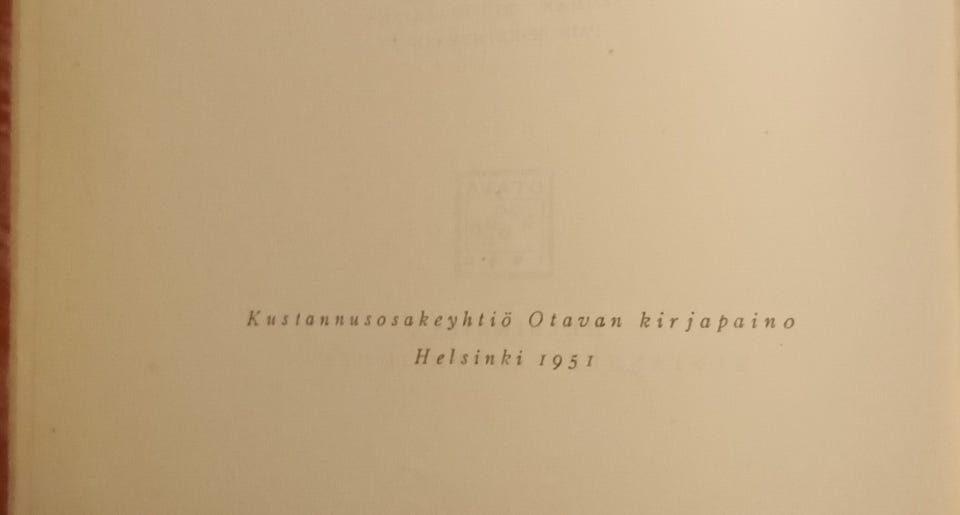 Kustannusosakeyhtiö Otavan kirjapaino
Helsinki 1951